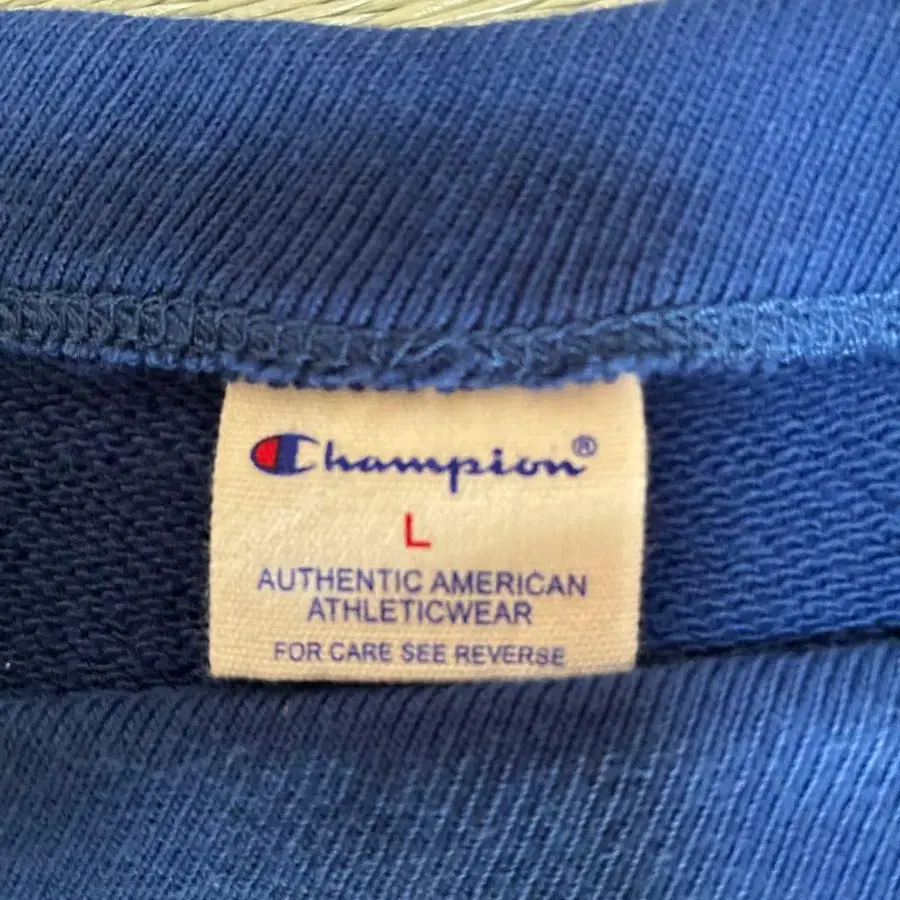 Champion®
L
AUTHENTIC AMERICAN
ATHLETICWEAR
FOR CARE SEE REVERSE